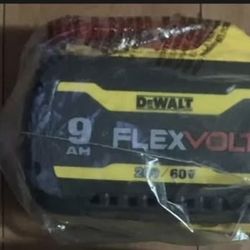 DEWALT
9
AH
FLEXVOLT
20V/60V